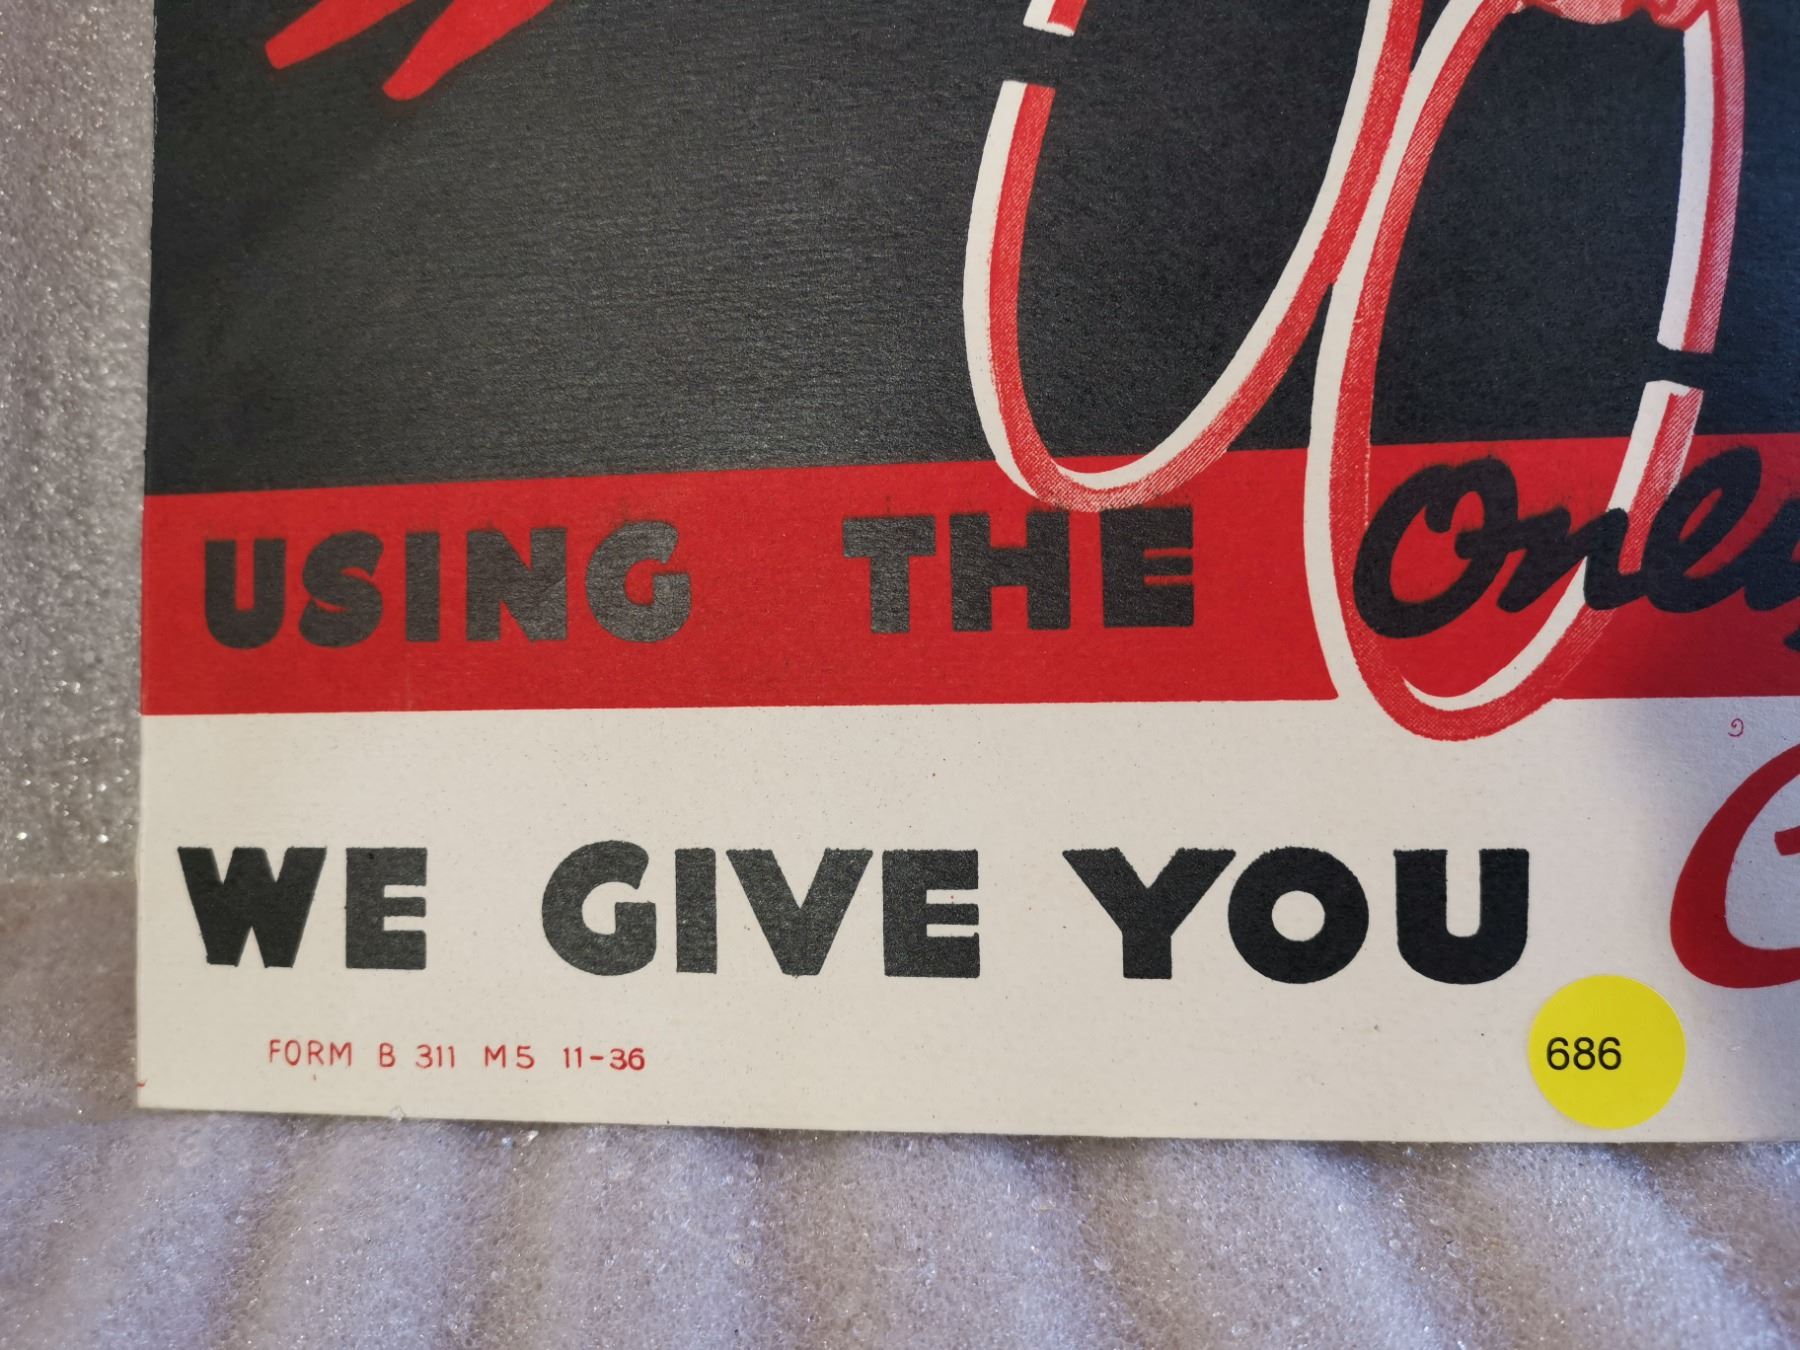 USING THE Only
WE GIVE YOU
FORM B 311 M5 11-36
686